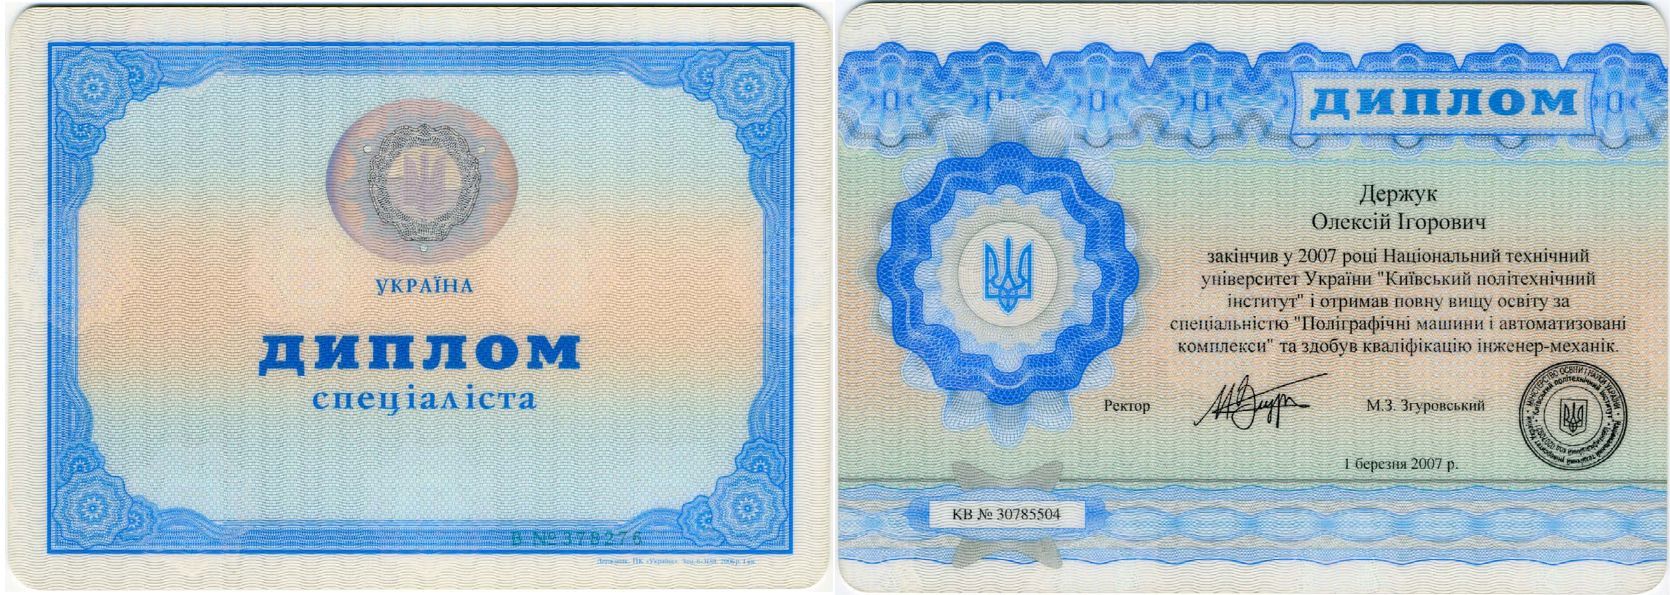 УКРАЇНА
ДИПЛОМ
спеціаліста
В № 378276
ДИПЛОМ
Держук
Олексій Ігорович
закінчив у 2007 році Національний технічний
університет України "Київський політехнічний
інститут" і отримав повну вищу освіту за
спеціальністю "Поліграфічні машини і автоматизовані
комплекси" та здобув кваліфікацію інженер-механік.
Ректор
М.З. Згуровський
1 березня 2007 р.
КВ № 30785504